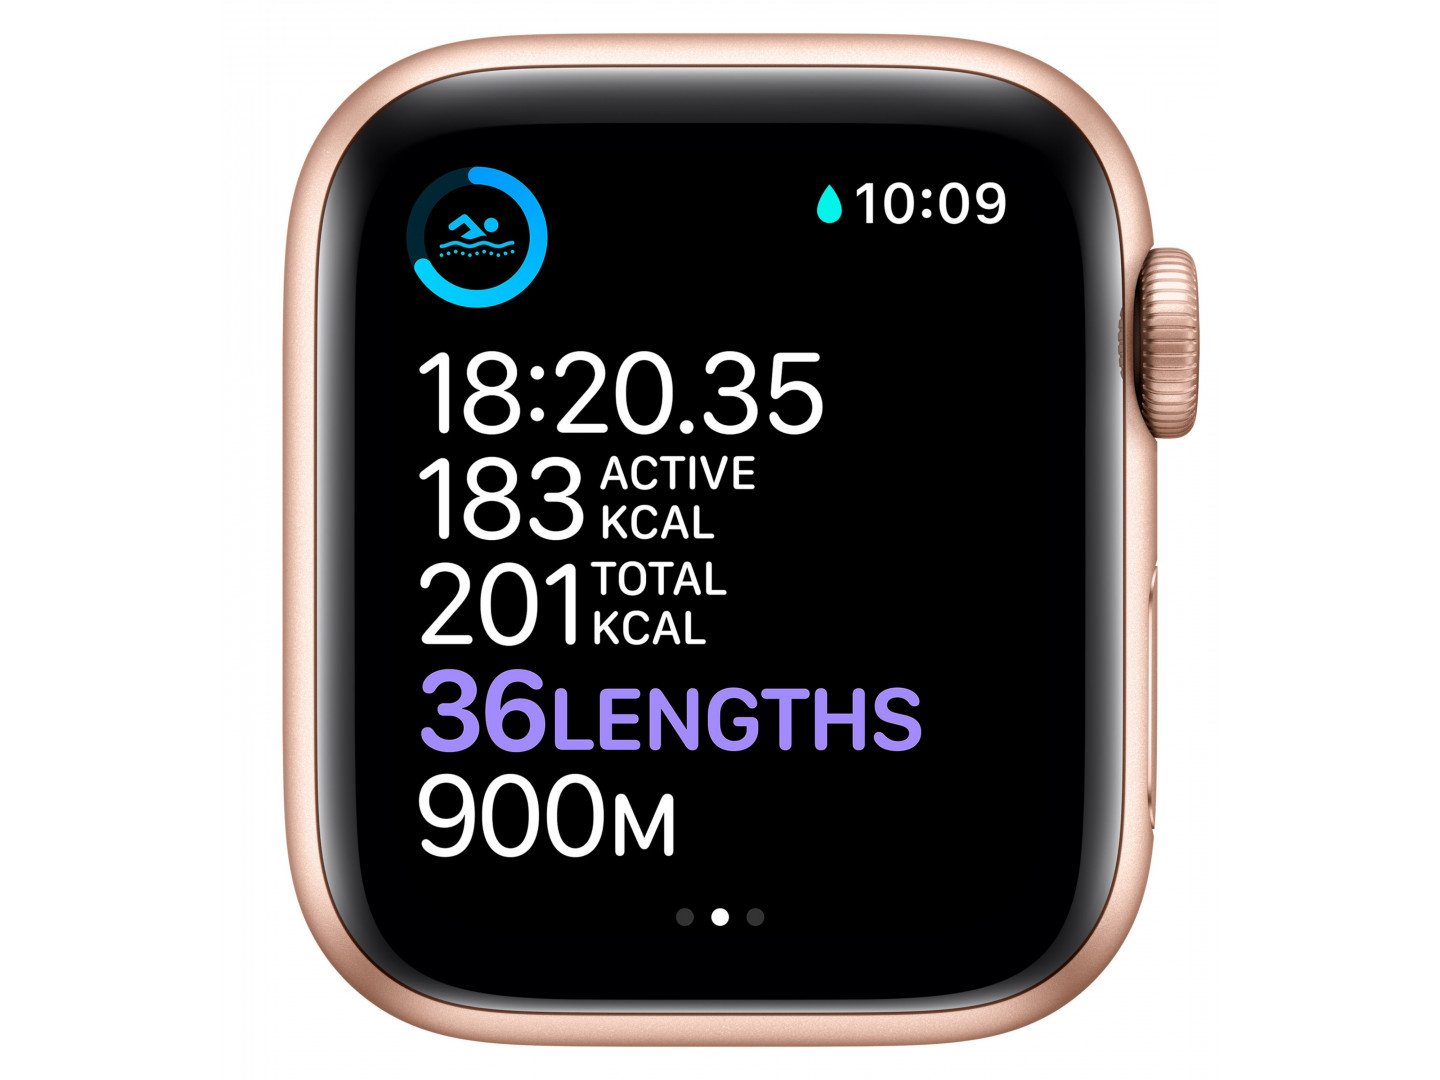 10:09
18:20.35
183 ACTIVE KCAL
201 TOTAL KCAL
36LENGTHS
900M